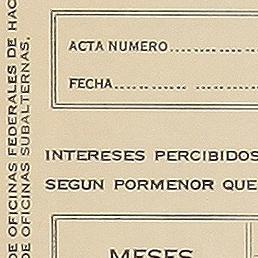 DE OFICINAS FEDERALES DE HAC
DE OFICINAS SUBALTERNAS,
ACTA NUMERO
FECHA
INTERESES PERCIBIDOS
SEGUN PORMENOR QUE
MESES